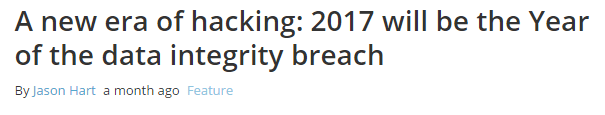 A new era of hacking: 2017 will be the Year
of the data integrity breach
By Jason Hart a month ago Feature